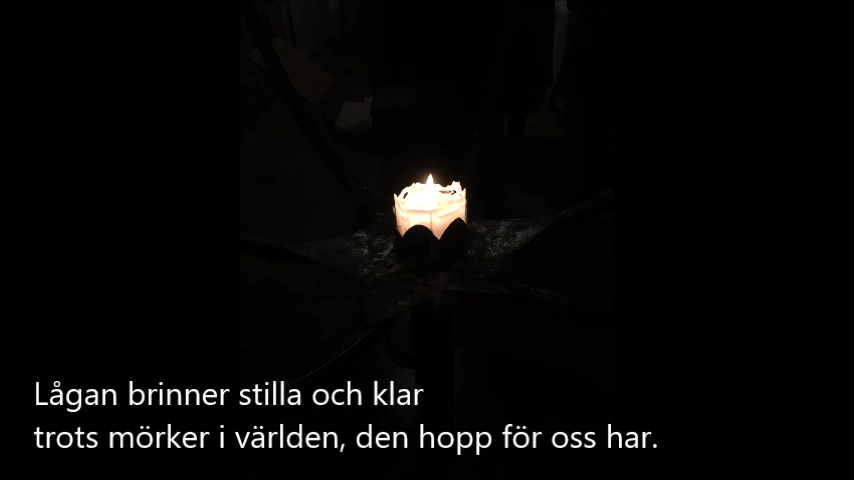 Lågan brinner stilla och klar
trots mörker i världen, den hopp för oss har.